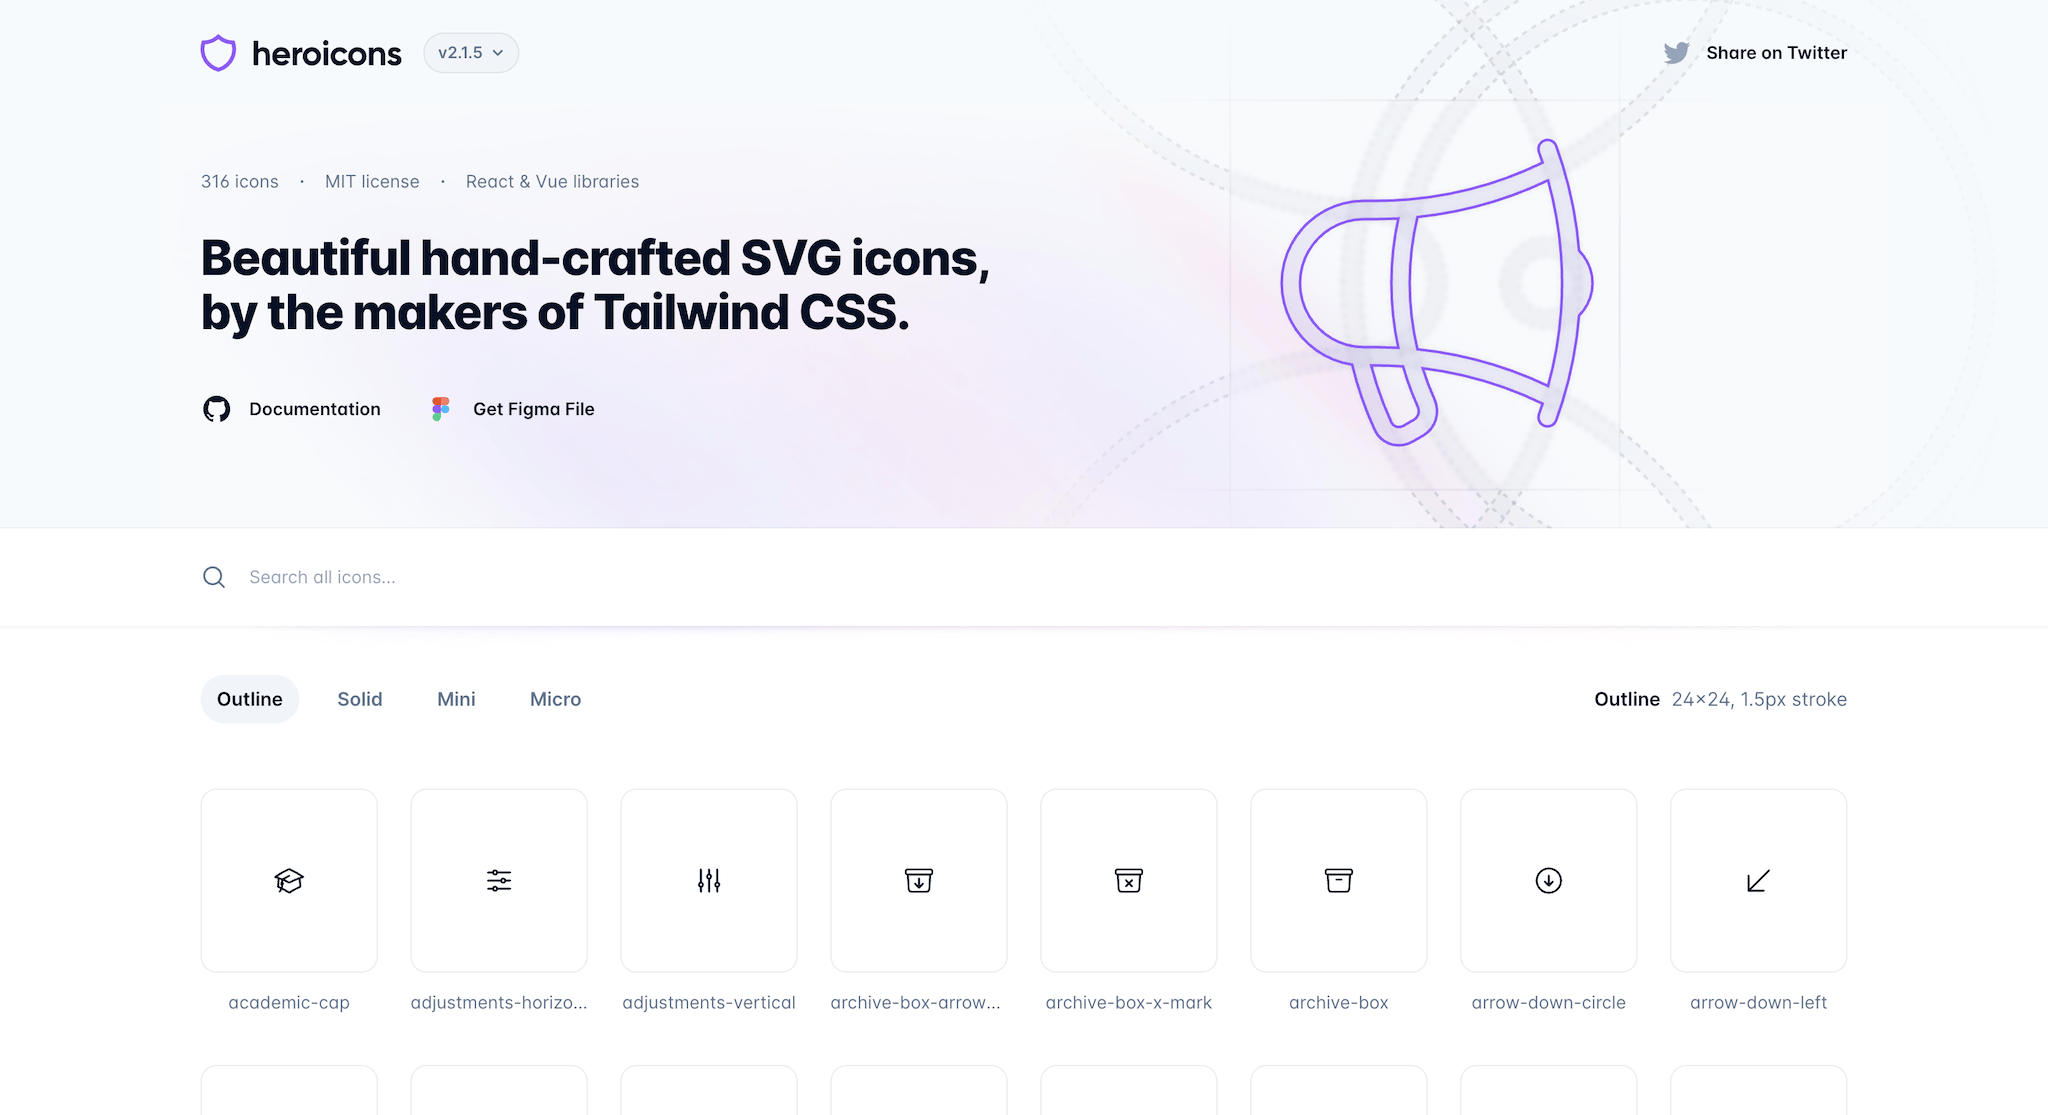 heroicons
v2.1.5
Share on Twitter
316 icons · MIT license · React & Vue libraries
Beautiful hand-crafted SVG icons,
by the makers of Tailwind CSS.
Documentation
Get Figma File
Search all icons...
Outline
Solid
Mini
Micro
Outline 24×24, 1.5px stroke
academic-cap
adjustments-horizo...
adjustments-vertical
archive-box-arrow...
archive-box-x-mark
archive-box
arrow-down-circle
arrow-down-left